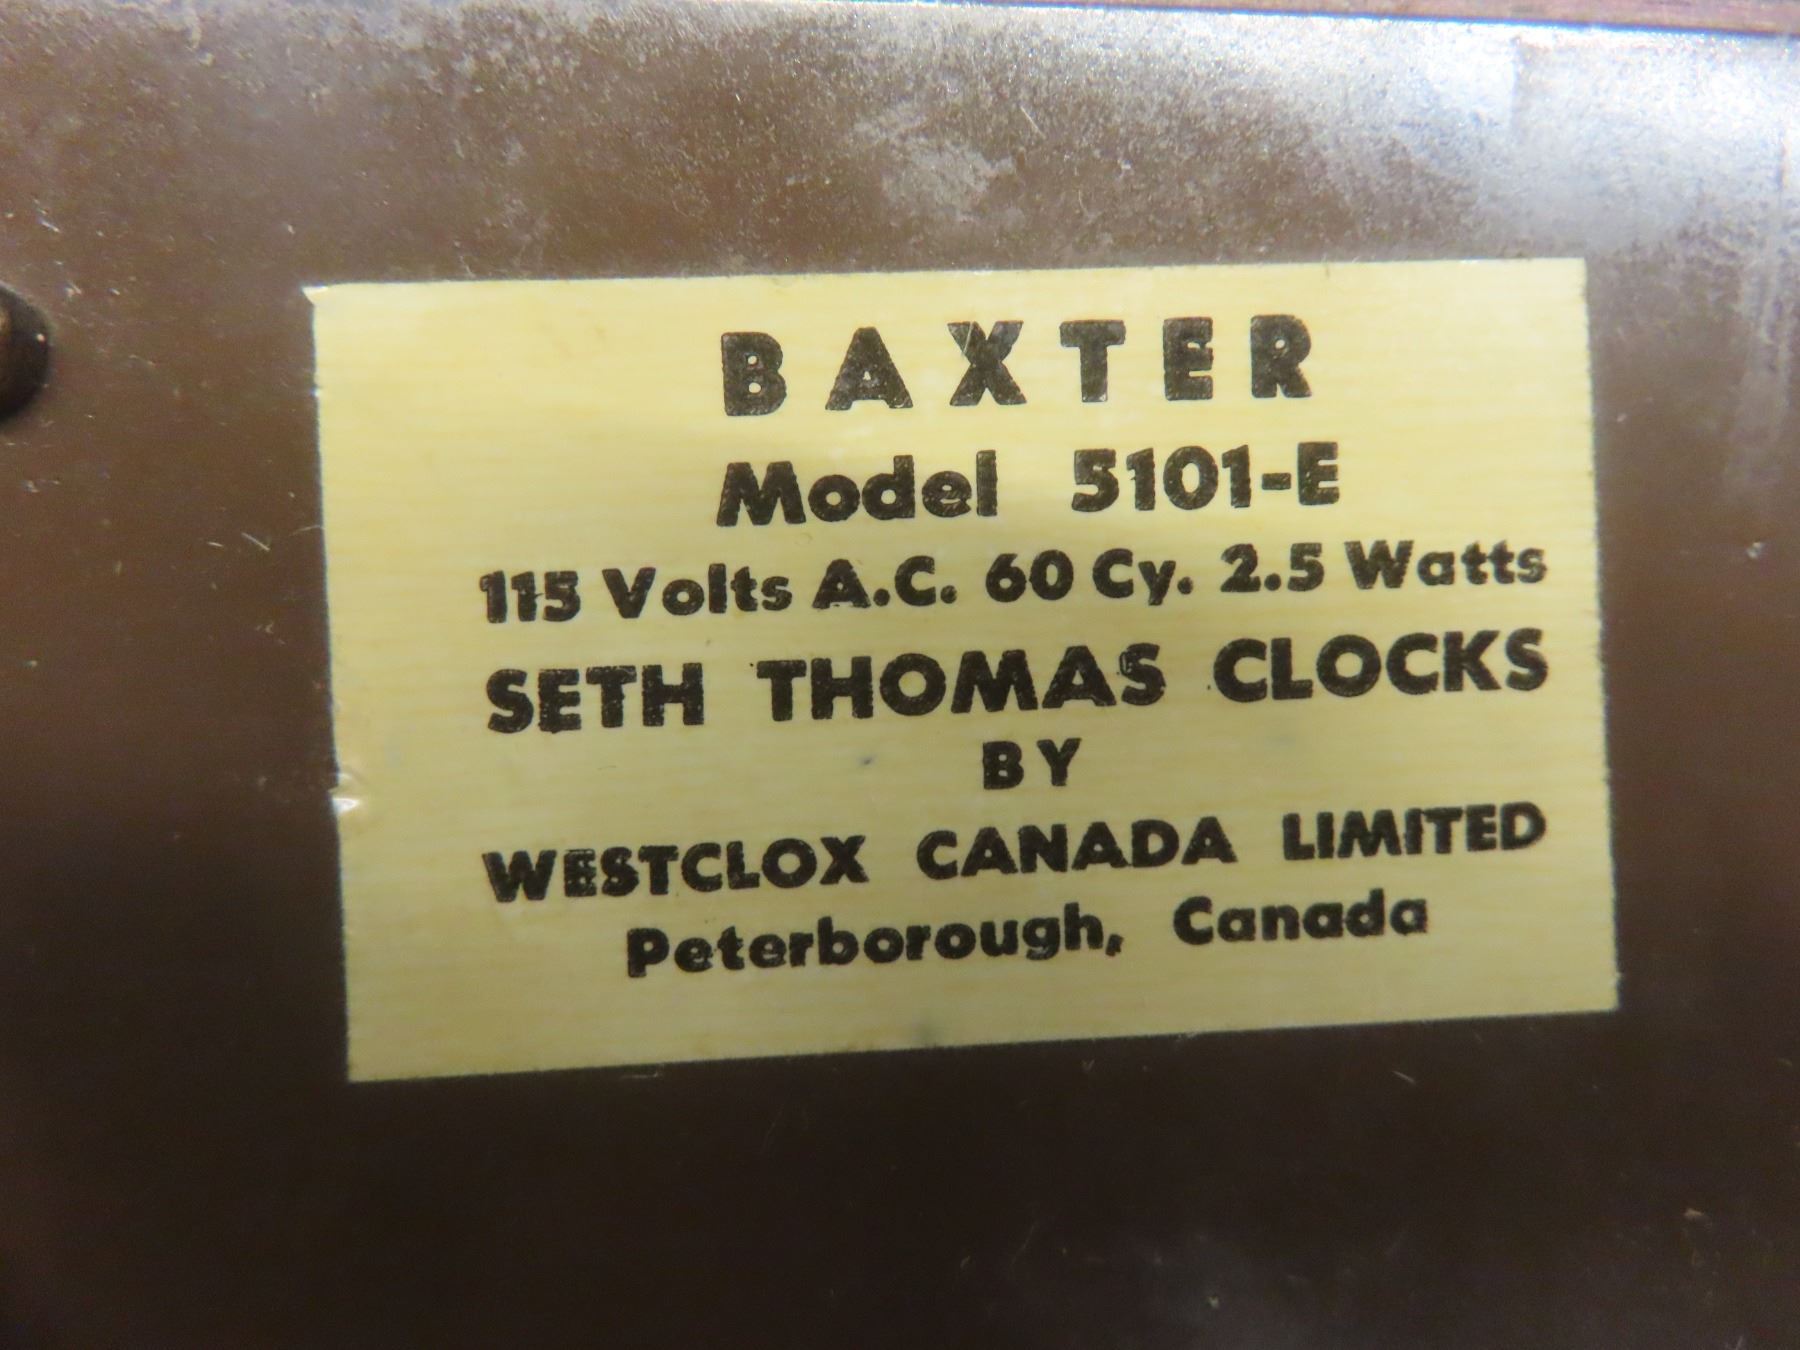 BAXTER
Model 5101-E
115 Volts A.C. 60 Cy. 2.5 Watts
SETH THOMAS CLOCKS
BY
WESTCLOX CANADA LIMITED
Peterborough, Canada